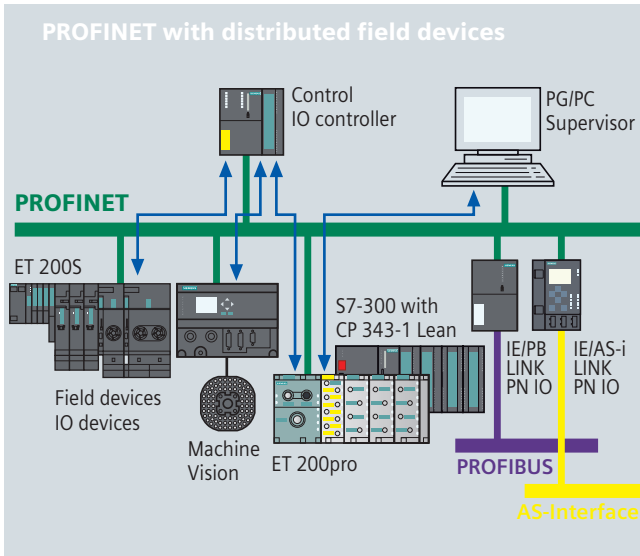 PROFINET with distributed field devices
Control
IO controller
PG/PC
Supervisor
PROFINET
ET 200S
S7-300 with
CP 343-1 Lean
IE/PB
LINK
PN IO
IE/AS-i
LINK
PN IO
Field devices
IO devices
Machine
Vision
ET 200pro
PROFIBUS
AS-Interface